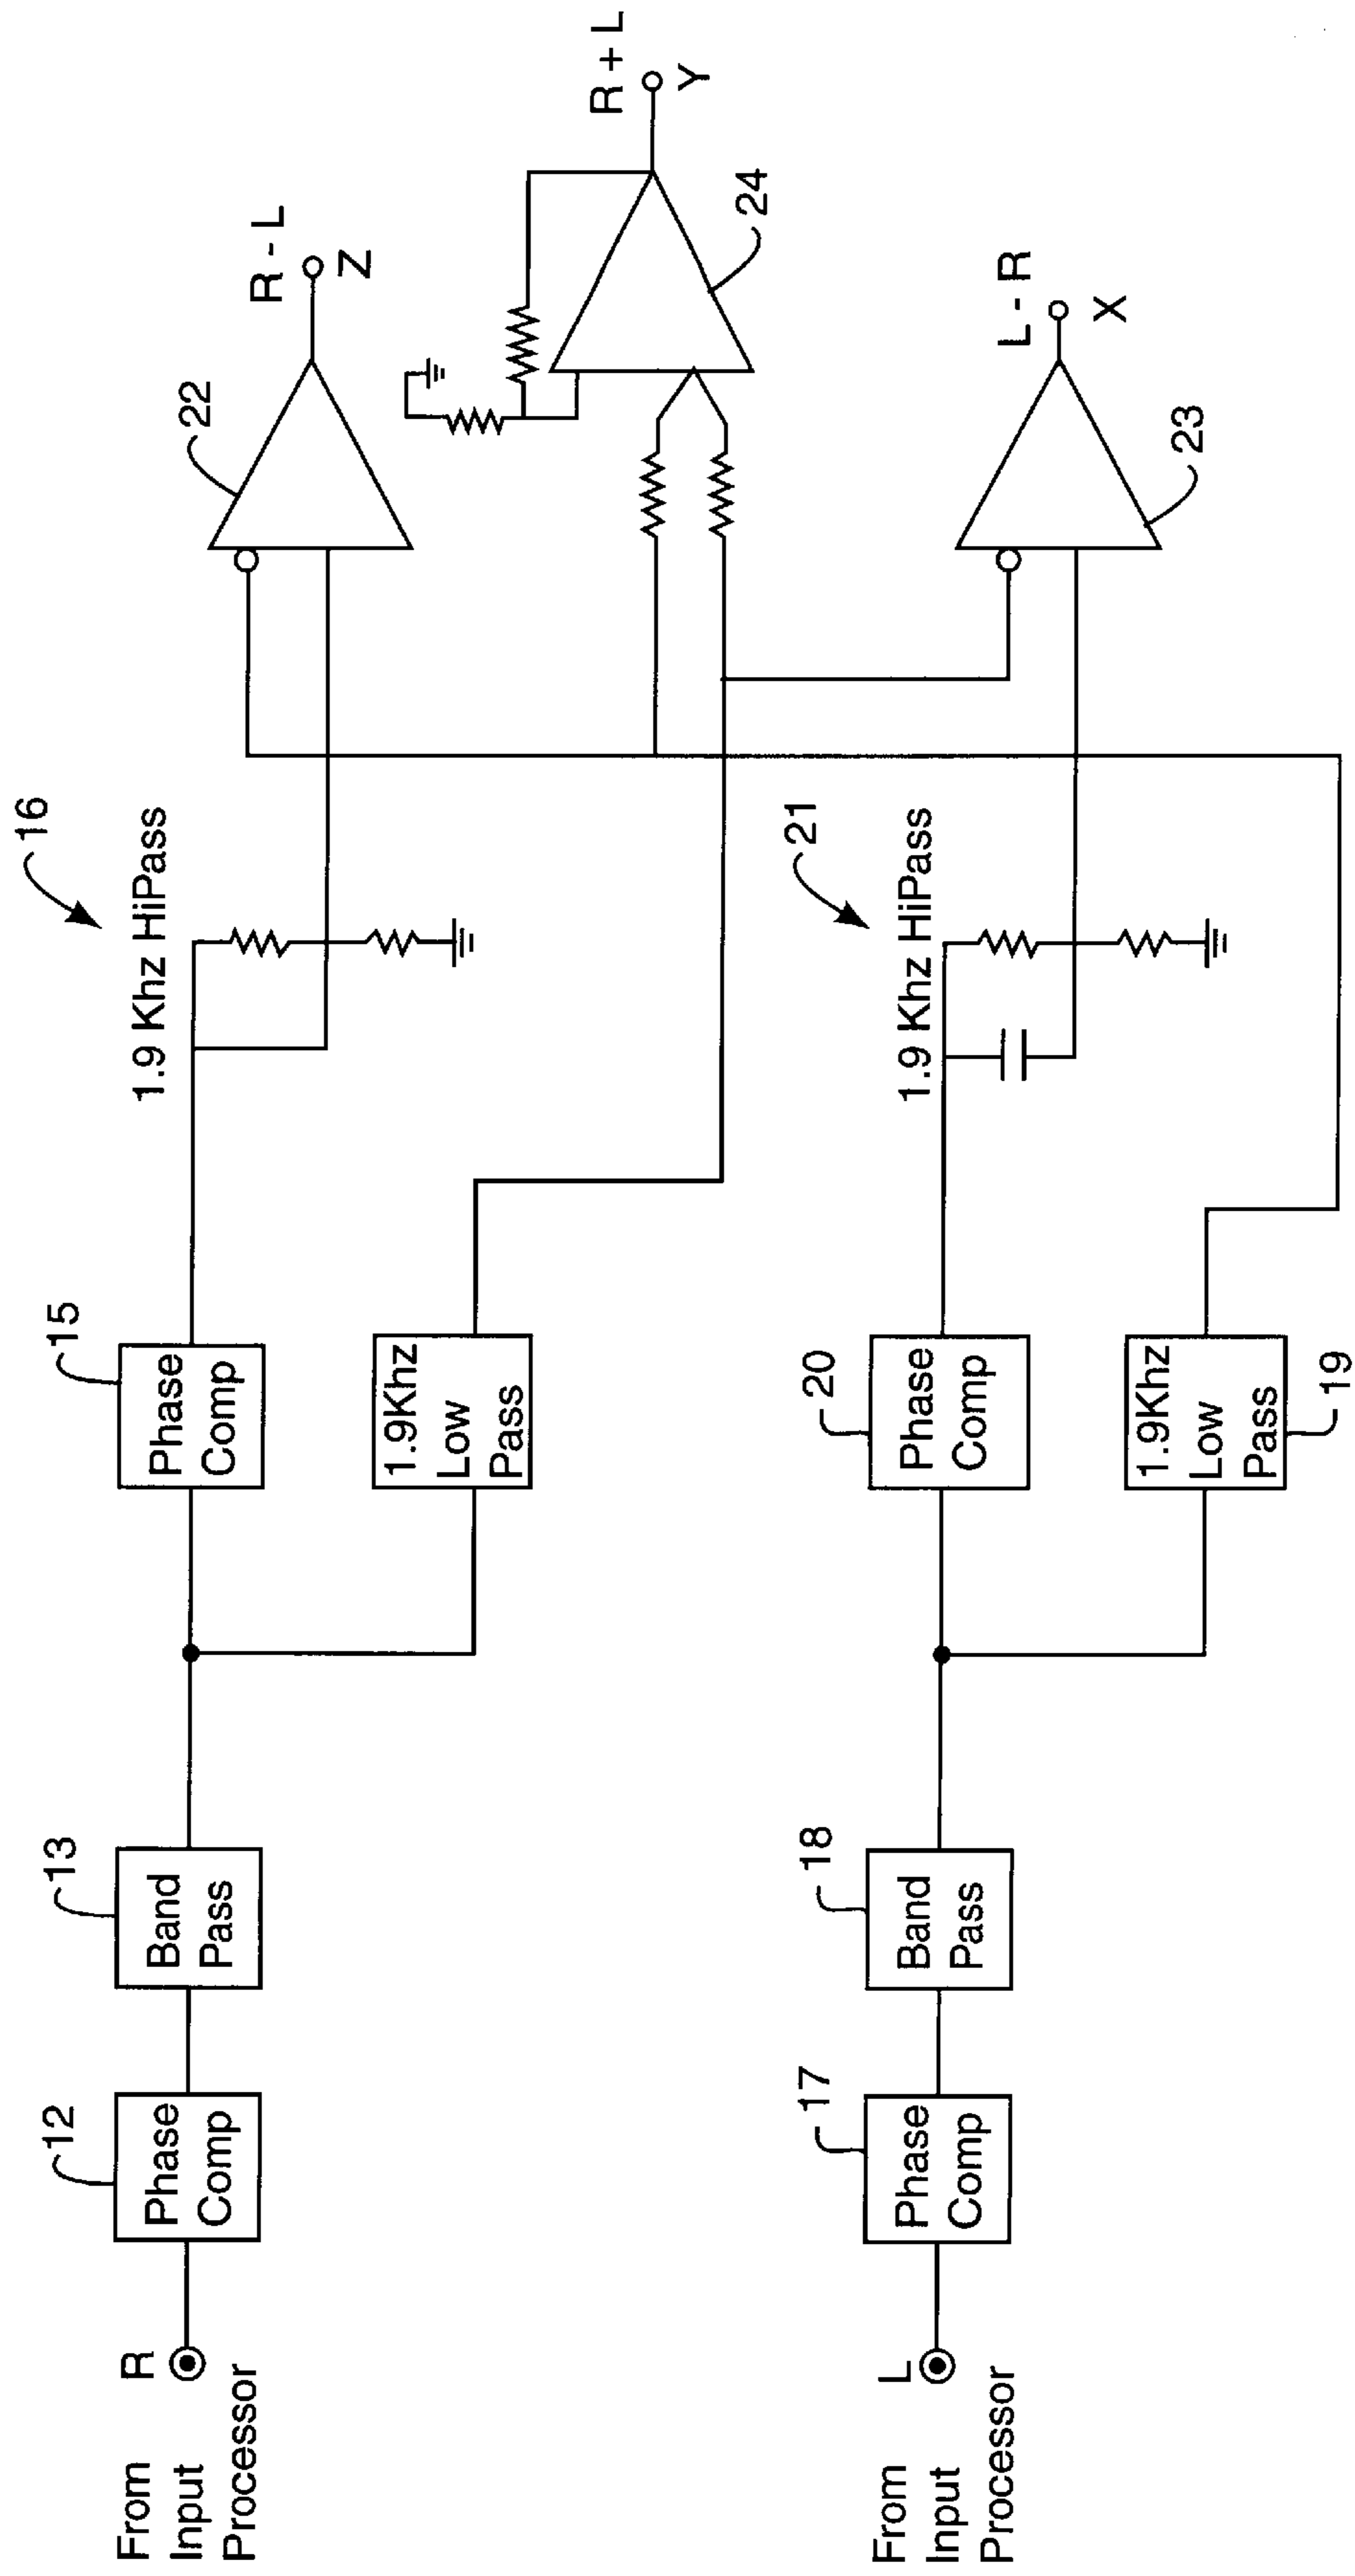 From
Input
Processor
R
12
Phase
Comp
13
Band
Pass
15
Phase
Comp
1.9Khz
Low
Pass
16
1.9 Khz HiPass
22
R - L
Z
R + L
Y
24
From
Input
Processor
L
17
Phase
Comp
18
Band
Pass
20
Phase
Comp
1.9Khz
Low
Pass
19
21
1.9 Khz HiPass
23
L - R
X